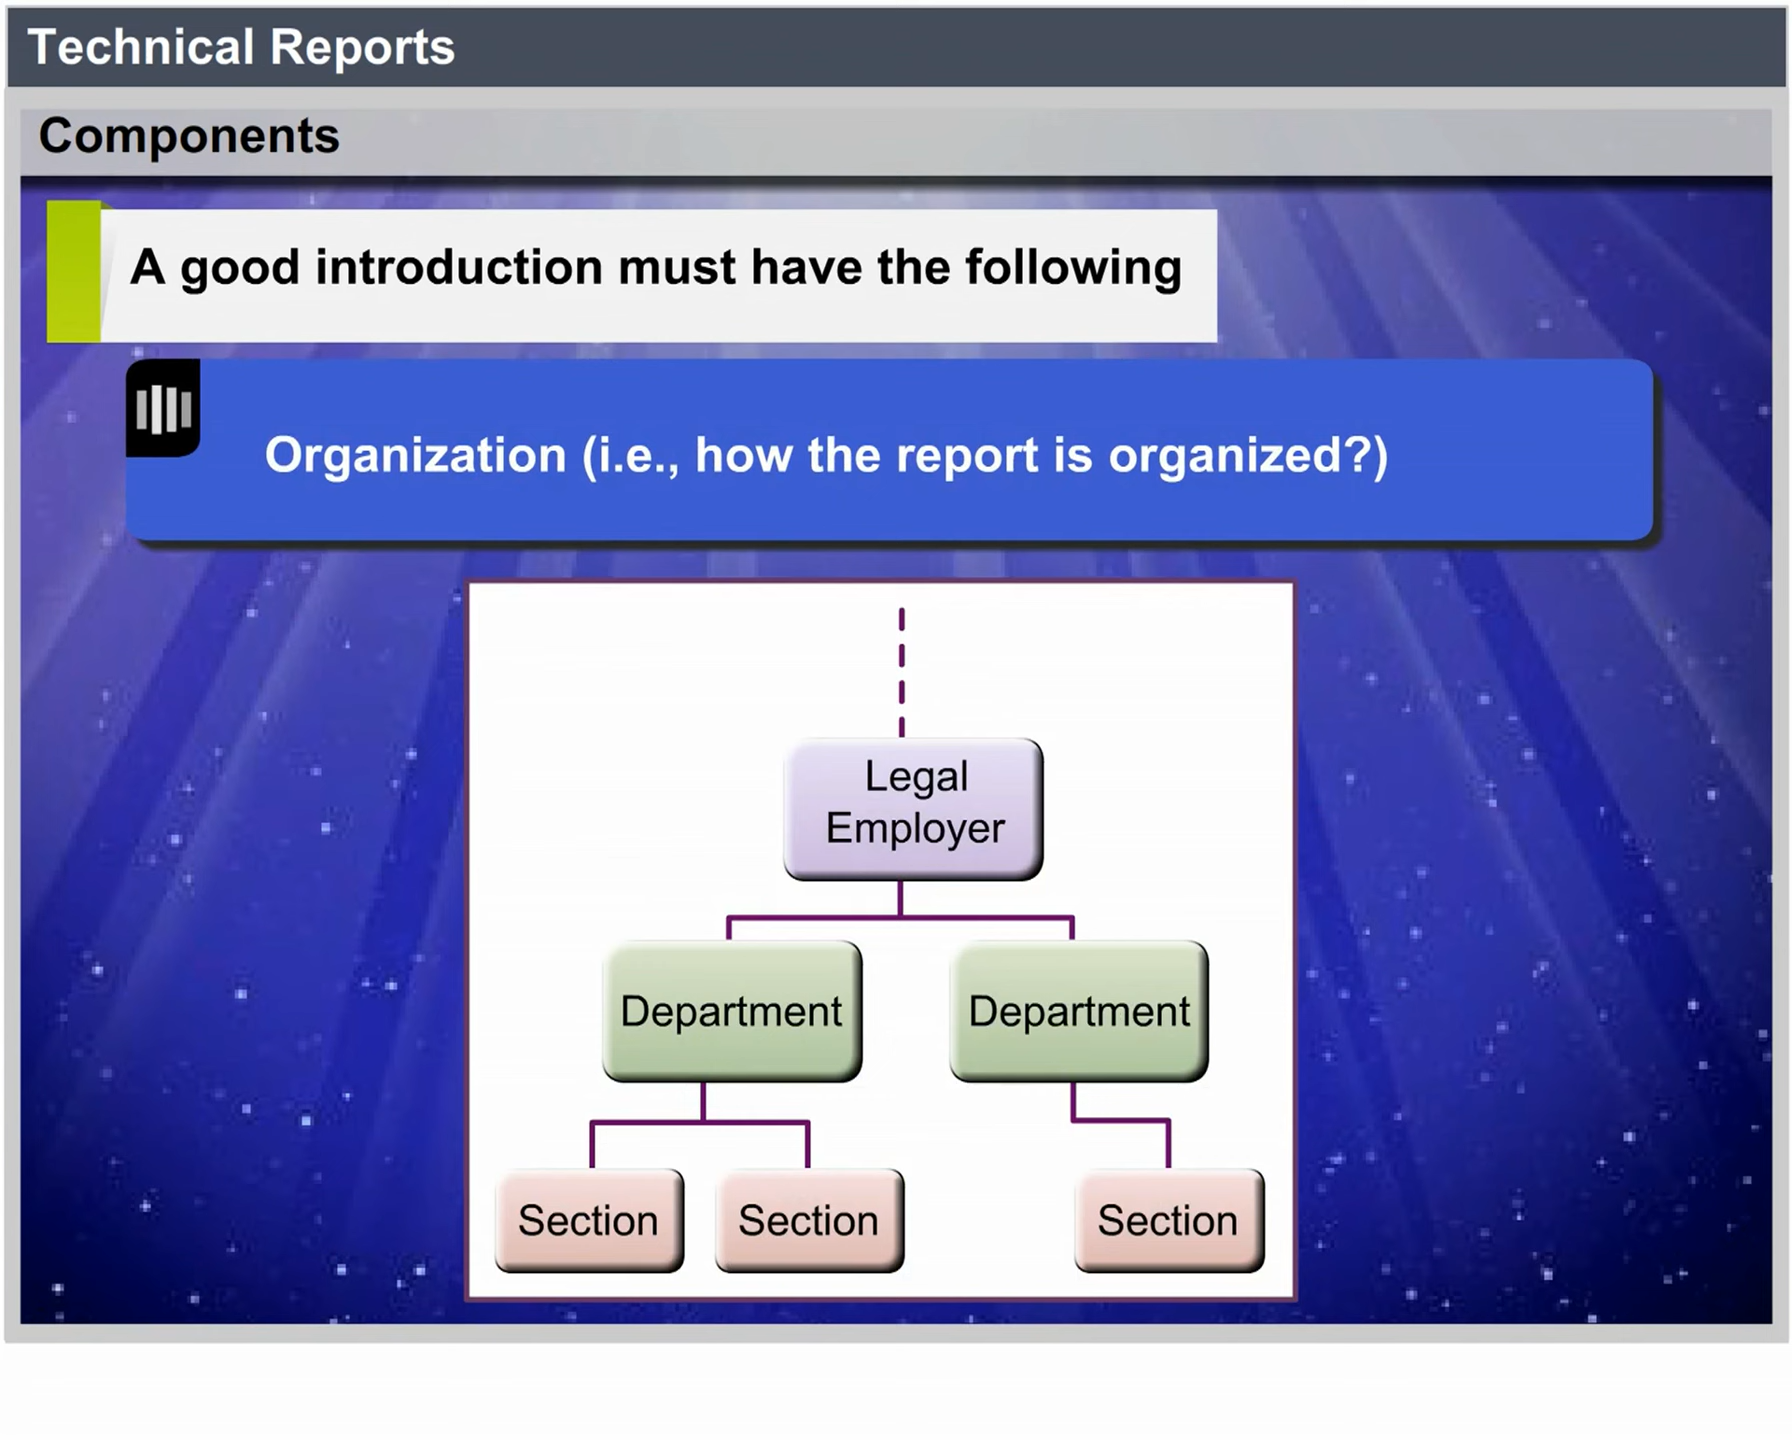 Technical Reports
Components
A good introduction must have the following
Organization (i.e., how the report is organized?)
Legal
Employer
Department
Department
Section
Section
Section